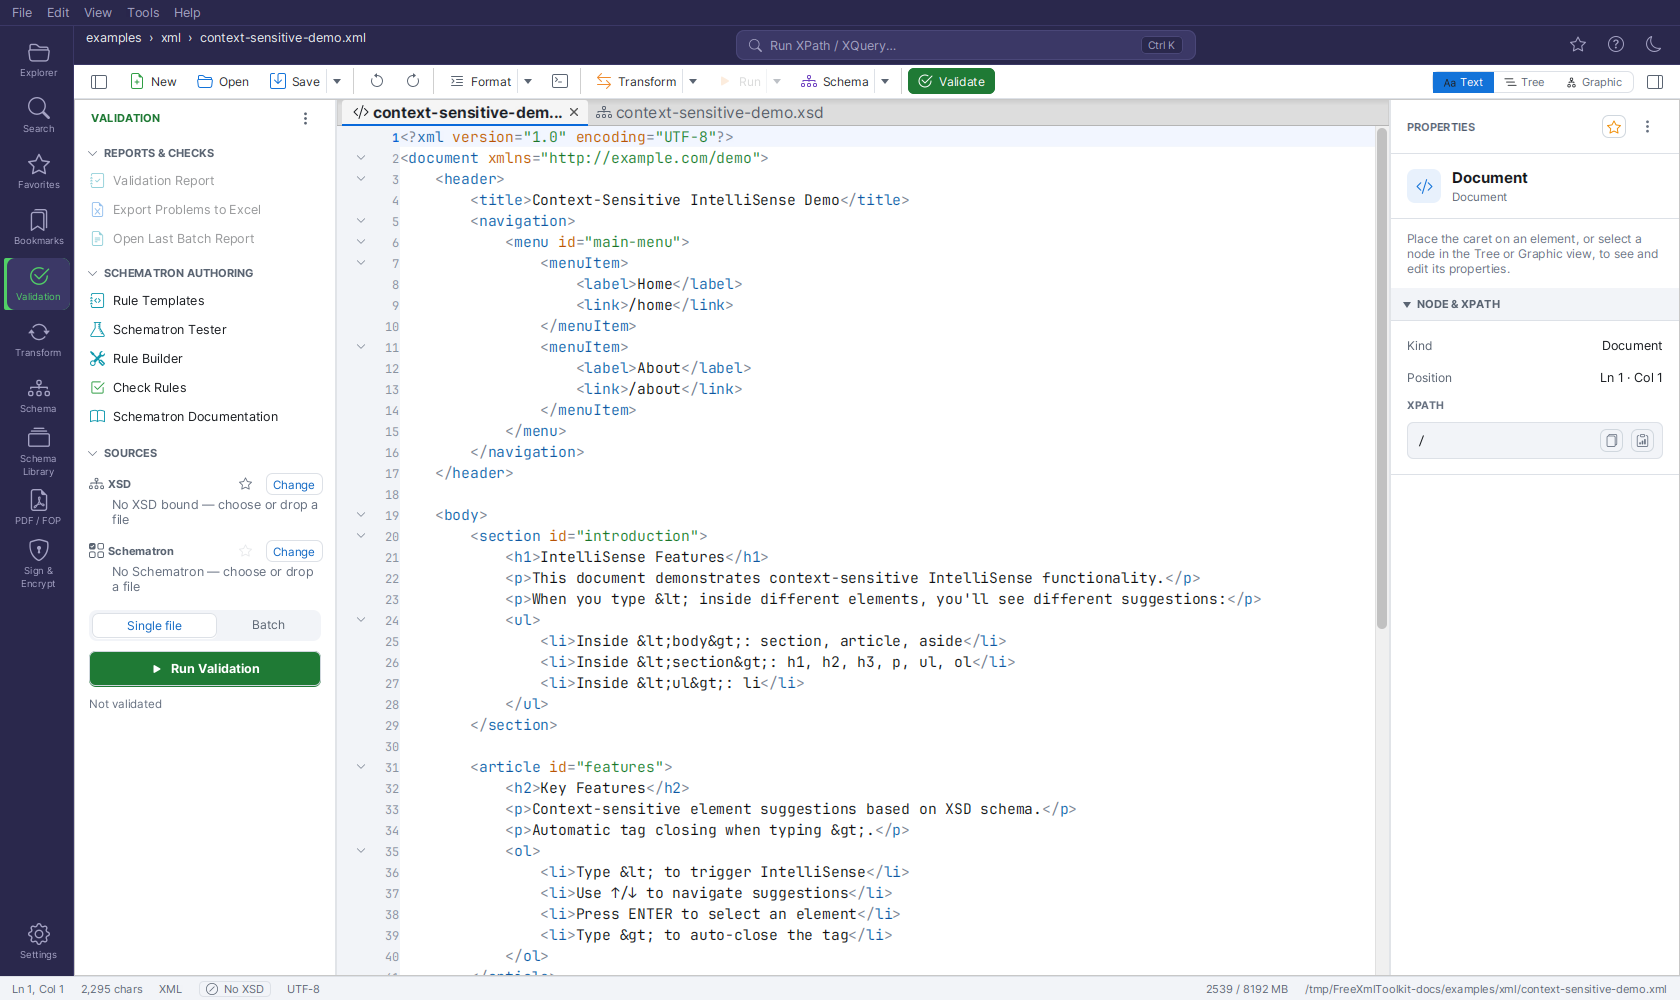 File Edit View Tools Help
examples › xml › context-sensitive-demo.xml
Run XPath / XQuery... Ctrl K
New Open Save Format Transform Run Schema Validate
Aa Text Tree Graphic
Explorer
Search
Favorites
Bookmarks
Validation
Transform
Schema
Schema
Library
PDF / FOP
Sign &
Encrypt
Settings
VALIDATION
REPORTS & CHECKS
Validation Report
Export Problems to Excel
Open Last Batch Report
SCHEMATRON AUTHORING
Rule Templates
Schematron Tester
Rule Builder
Check Rules
Schematron Documentation
SOURCES
XSD Change
No XSD bound — choose or drop a
file
Schematron Change
No Schematron — choose or drop
a file
Single file Batch
Run Validation
Not validated
context-sensitive-dem... context-sensitive-demo.xsd
1 <?xml version="1.0" encoding="UTF-8"?>
2 <document xmlns="http://example.com/demo">
3 <header>
4 <title>Context-Sensitive IntelliSense Demo</title>
5 <navigation>
6 <menu id="main-menu">
7 <menuItem>
8 <label>Home</label>
9 <link>/home</link>
10 </menuItem>
11 <menuItem>
12 <label>About</label>
13 <link>/about</link>
14 </menuItem>
15 </menu>
16 </navigation>
17 </header>
18
19 <body>
20 <section id="introduction">
21 <h1>IntelliSense Features</h1>
22 <p>This document demonstrates context-sensitive IntelliSense functionality.</p>
23 <p>When you type &lt; inside different elements, you'll see different suggestions:</p>
24 <ul>
25 <li>Inside &lt;body&gt;: section, article, aside</li>
26 <li>Inside &lt;section&gt;: h1, h2, h3, p, ul, ol</li>
27 <li>Inside &lt;ul&gt;: li</li>
28 </ul>
29 </section>
30
31 <article id="features">
32 <h2>Key Features</h2>
33 <p>Context-sensitive element suggestions based on XSD schema.</p>
34 <p>Automatic tag closing when typing &gt;.</p>
35 <ol>
36 <li>Type &lt; to trigger IntelliSense</li>
37 <li>Use ↑/↓ to navigate suggestions</li>
38 <li>Press ENTER to select an element</li>
39 <li>Type &gt; to auto-close the tag</li>
40 </ol>
41 </article>
PROPERTIES
Document
Document
Place the caret on an element, or select a
node in the Tree or Graphic view, to see and
edit its properties.
NODE & XPATH
Kind Document
Position Ln 1 · Col 1
XPATH
/
Ln 1, Col 1 2,295 chars XML No XSD UTF-8 2539 / 8192 MB /tmp/FreeXmlToolkit-docs/examples/xml/context-sensitive-demo.xml